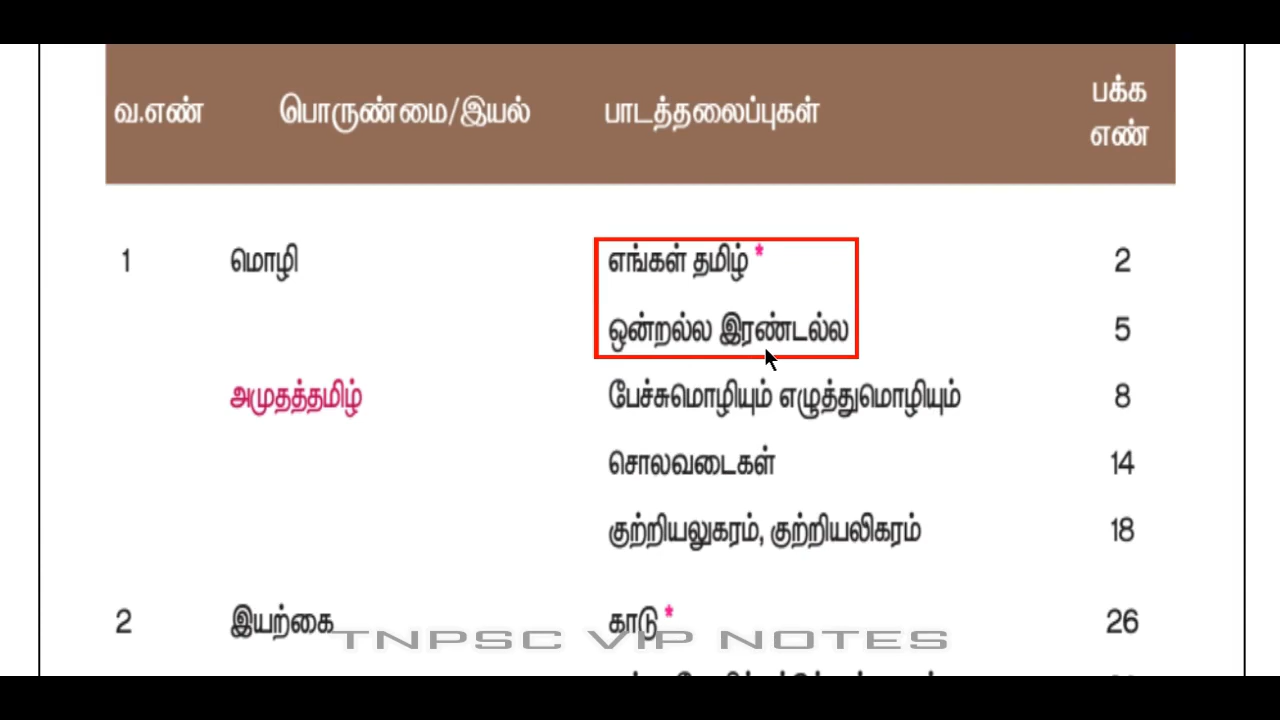 வ.எண் பொருண்மை/இயல் பாடத்தலைப்புகள் பக்க எண்
1 மொழி எங்கள் தமிழ் * 2
ஒன்றல்ல இரண்டல்ல 5
அமுதத்தமிழ் பேச்சுமொழியும் எழுத்துமொழியும் 8
சொலவடைகள் 14
குற்றியலுகரம், குற்றியலிகரம் 18
2 இயற்கை காடு * 26
TNPSC VIP NOTES